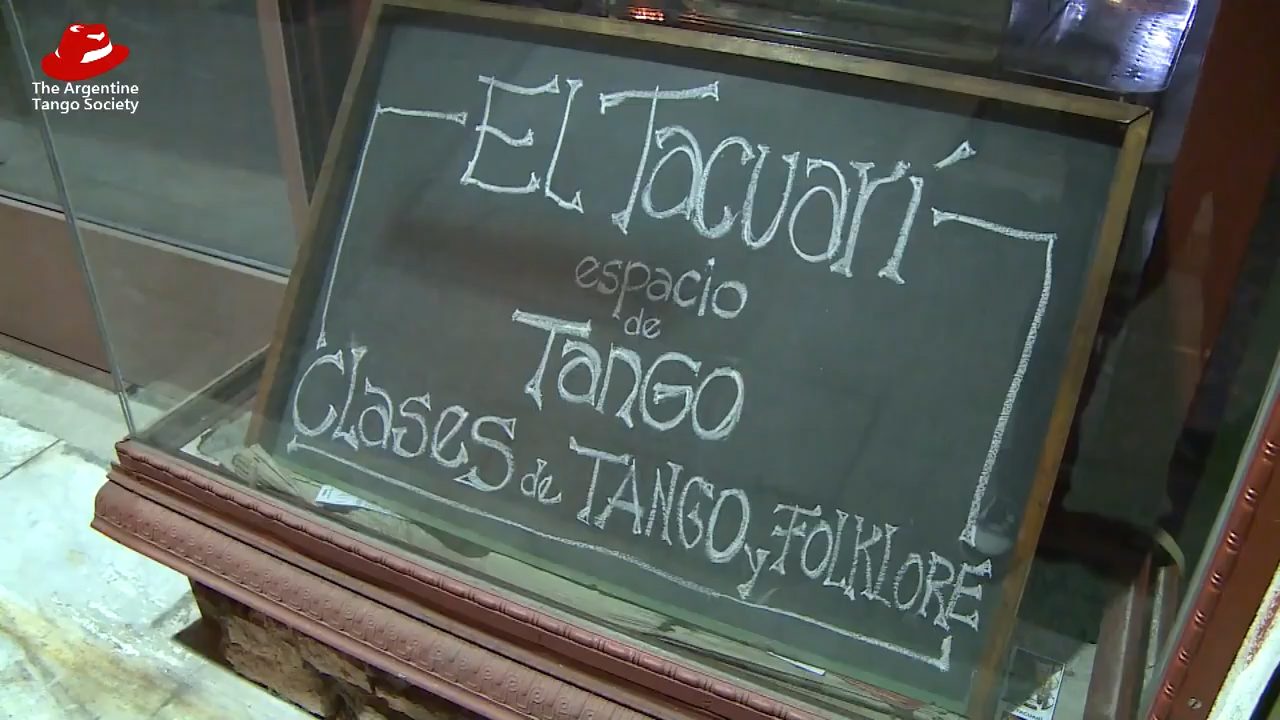 The Argentine
Tango Society
El Tacuarí
espacio
de
Tango
Clases de TANGO y FOLKLORE